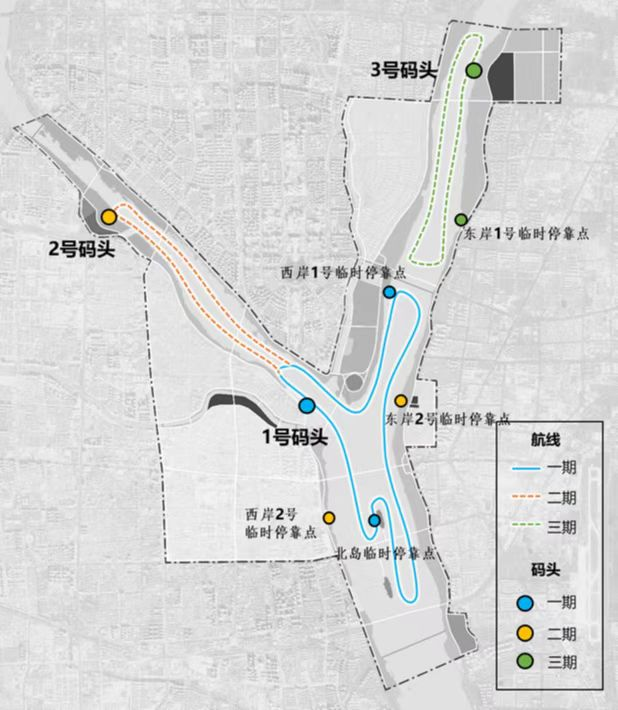 3号码头
东岸1号临时停靠点
2号码头
西岸1号临时停靠点
东岸2号临时停靠点
1号码头
西岸2号
临时停靠点
北岛临时停靠点
航线
一期
二期
三期
码头
一期
二期
三期